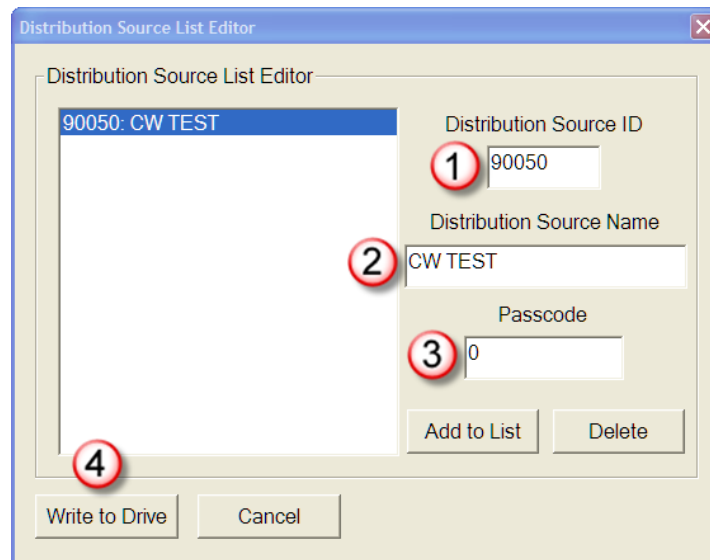 Distribution Source List Editor
Distribution Source List Editor
90050: CW TEST
Distribution Source ID
1
90050
Distribution Source Name
2
CW TEST
Passcode
3
0
Add to List
Delete
4
Write to Drive
Cancel